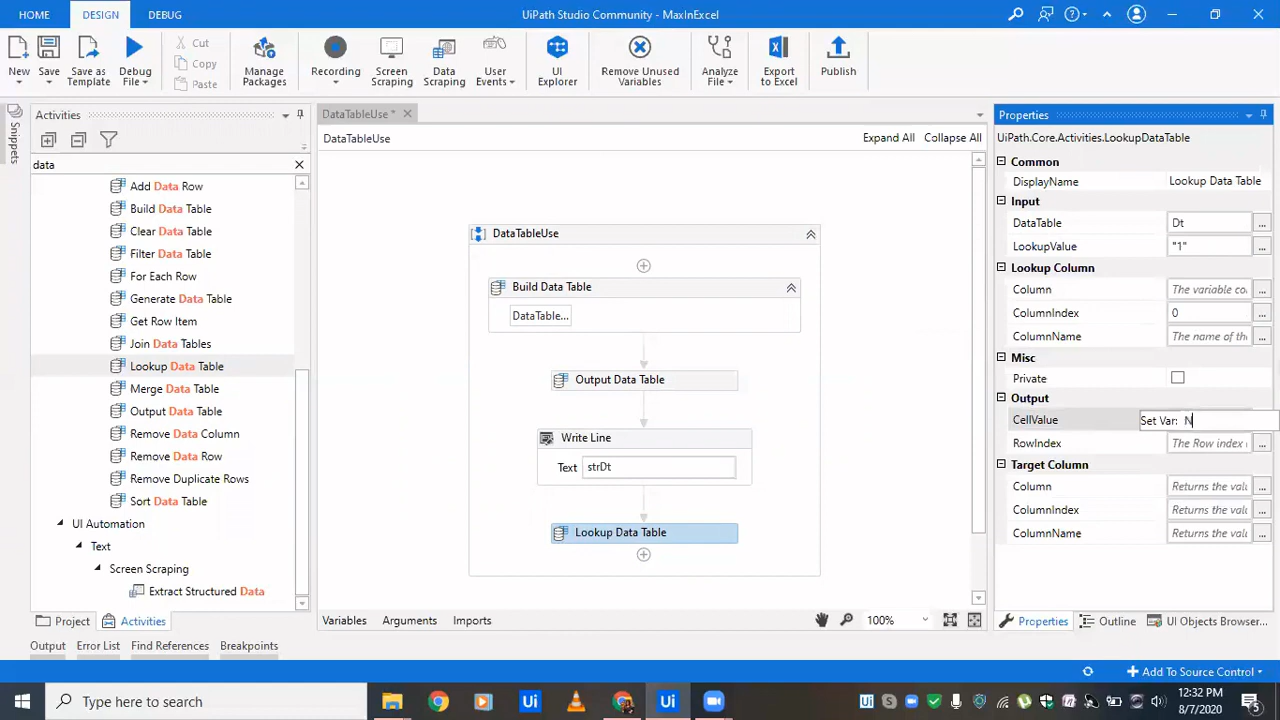 HOME
DESIGN
DEBUG
UiPath Studio Community - MaxInExcel
New
Save
Save as Template
Debug File
Cut
Copy
Paste
Manage Packages
Recording
Screen Scraping
Data Scraping
User Events
UI Explorer
Remove Unused Variables
Analyze File
Export to Excel
Publish
Snippets
Activities
data
Add Data Row
Build Data Table
Clear Data Table
Filter Data Table
For Each Row
Generate Data Table
Get Row Item
Join Data Tables
Lookup Data Table
Merge Data Table
Output Data Table
Remove Data Column
Remove Data Row
Remove Duplicate Rows
Sort Data Table
UI Automation
Text
Screen Scraping
Extract Structured Data
Project
Activities
DataTableUse *
DataTableUse
Expand All
Collapse All
DataTableUse
Build Data Table
DataTable...
Output Data Table
Write Line
Text strDt
Lookup Data Table
Variables
Arguments
Imports
100%
Properties
UiPath.Core.Activities.LookupDataTable
Common
DisplayName Lookup Data Table
Input
DataTable Dt ...
LookupValue "1" ...
Lookup Column
Column The variable co ...
ColumnIndex 0 ...
ColumnName The name of th ...
Misc
Private
Output
CellValue Set Var: N
RowIndex The Row index ...
Target Column
Column Returns the valu ...
ColumnIndex Returns the valu ...
ColumnName Returns the valu ...
Properties
Outline
UI Objects Browser...
Output
Error List
Find References
Breakpoints
Add To Source Control
Type here to search
12:32 PM
8/7/2020
5